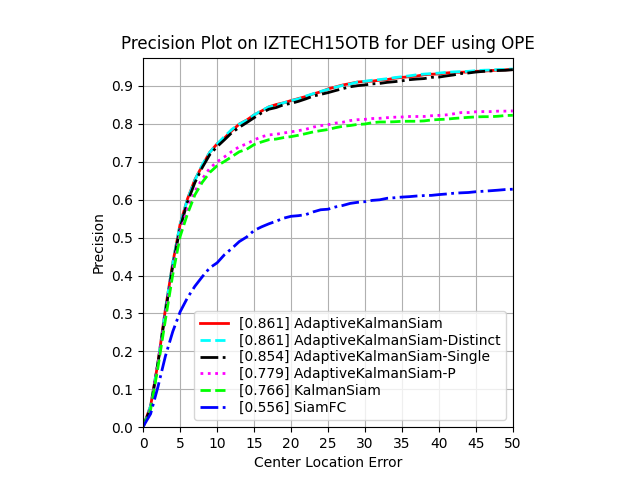 Precision Plot on IZTECH15OTB for DEF using OPE
Precision
0.9
0.8
0.7
0.6
0.5
0.4
0.3
0.2
0.1
0.0
[0.861] AdaptiveKalmanSiam
[0.861] AdaptiveKalmanSiam-Distinct
[0.854] AdaptiveKalmanSiam-Single
[0.779] AdaptiveKalmanSiam-P
[0.766] KalmanSiam
[0.556] SiamFC
0 5 10 15 20 25 30 35 40 45 50
Center Location Error